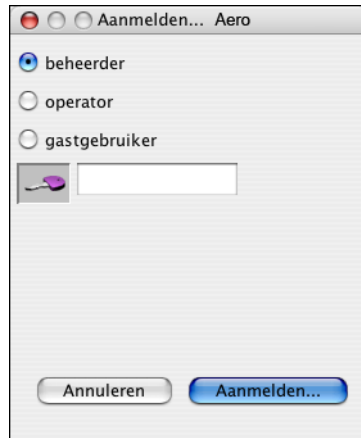 Aanmelden... Aero
beheerder
operator
gastgebruiker
Annuleren Aanmelden...